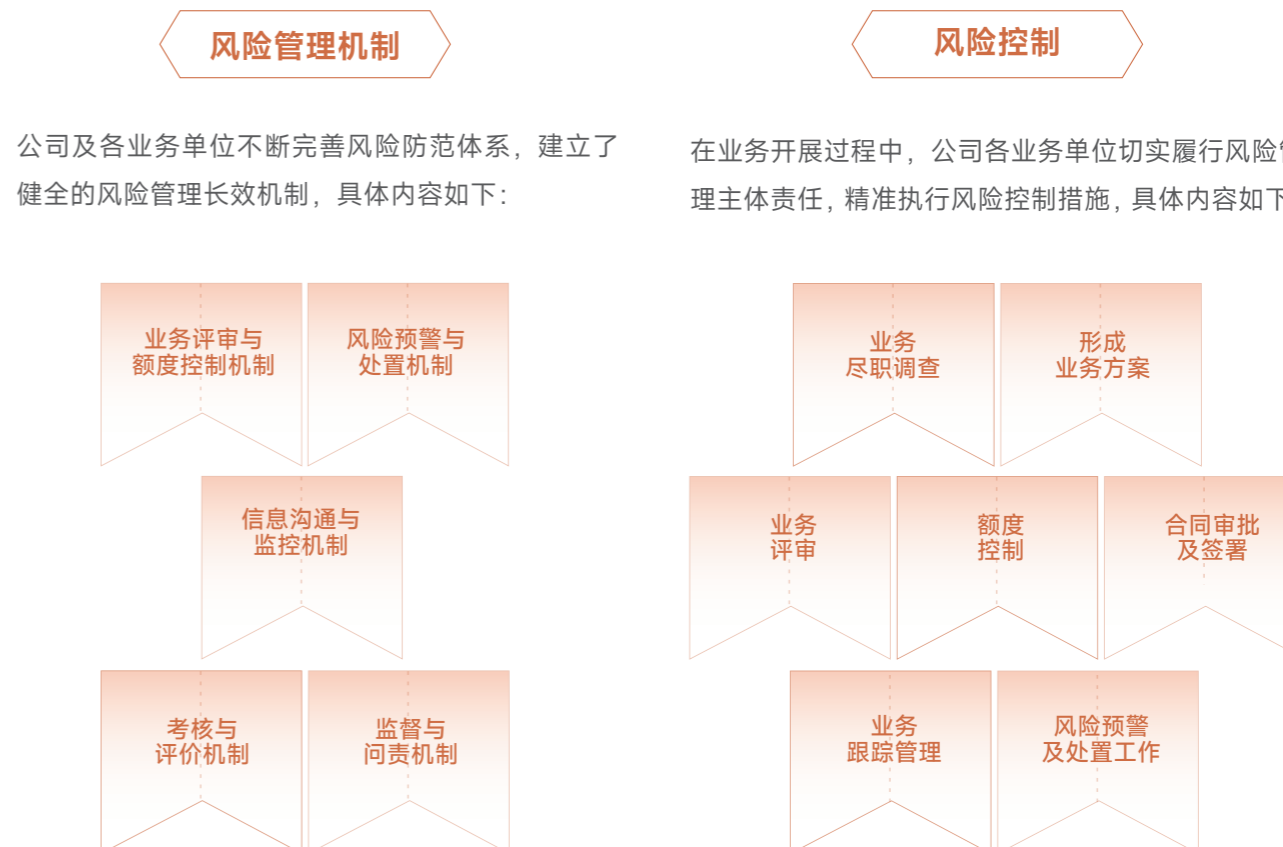 风险管理机制
公司及各业务单位不断完善风险防范体系，建立了
健全的风险管理长效机制，具体内容如下：
业务评审与
额度控制机制
风险预警与
处置机制
信息沟通与
监控机制
考核与
评价机制
监督与
问责机制
风险控制
在业务开展过程中，公司各业务单位切实履行风险管
理主体责任，精准执行风险控制措施，具体内容如下
业务
尽职调查
形成
业务方案
业务
评审
额度
控制
合同审批
及签署
业务
跟踪管理
风险预警
及处置工作